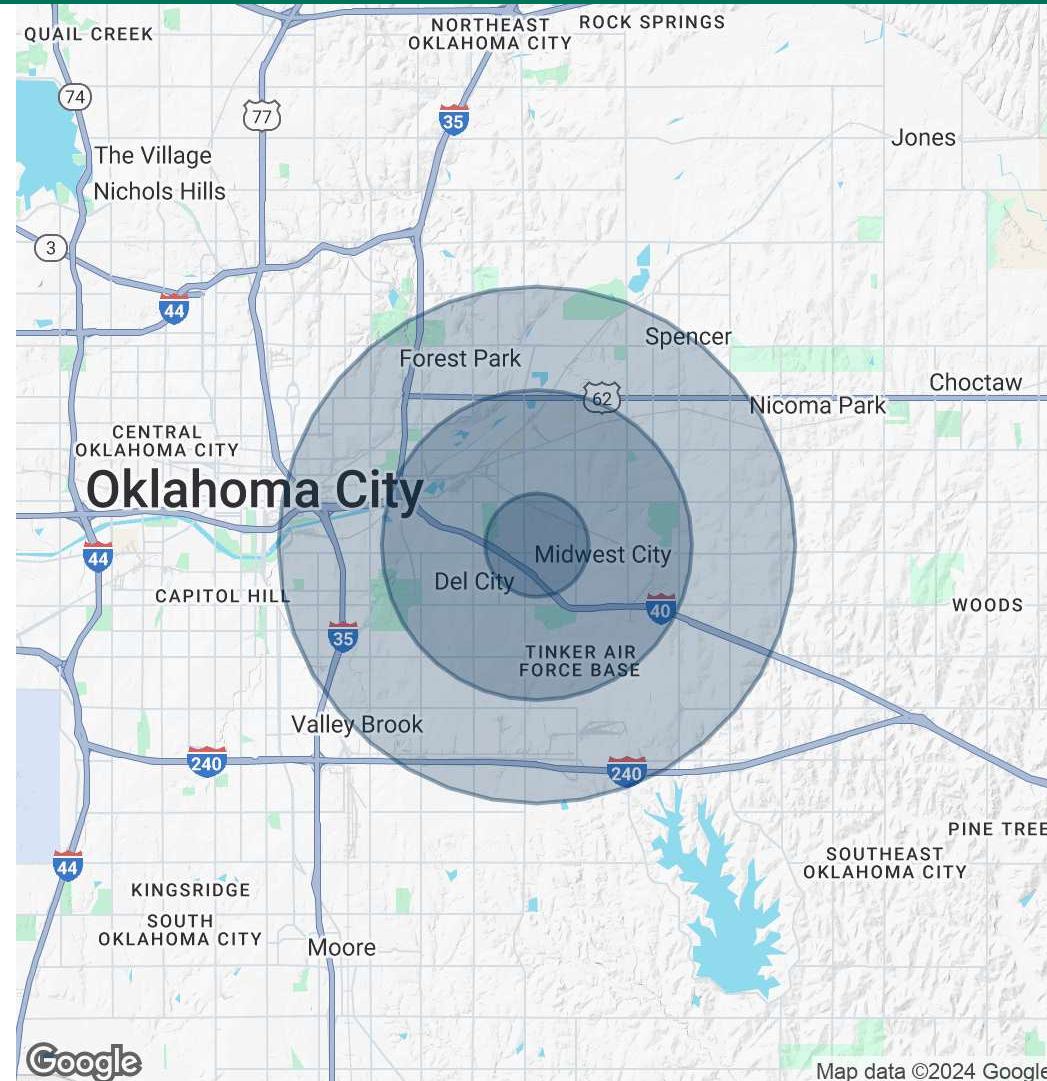 QUAIL CREEK
NORTHEAST
OKLAHOMA CITY
ROCK SPRINGS
74
77
35
Jones
The Village
Nichols Hills
3
44
Spencer
Forest Park
62
Choctaw
Nicoma Park
CENTRAL
OKLAHOMA CITY
Oklahoma City
44
Midwest City
Del City
CAPITOL HILL
40
WOODS
35
TINKER AIR
FORCE BASE
Valley Brook
240
240
PINE TREE
44
SOUTHEAST
OKLAHOMA CITY
KINGSRIDGE
SOUTH
OKLAHOMA CITY
Moore
Google
Map data ©2024 Google